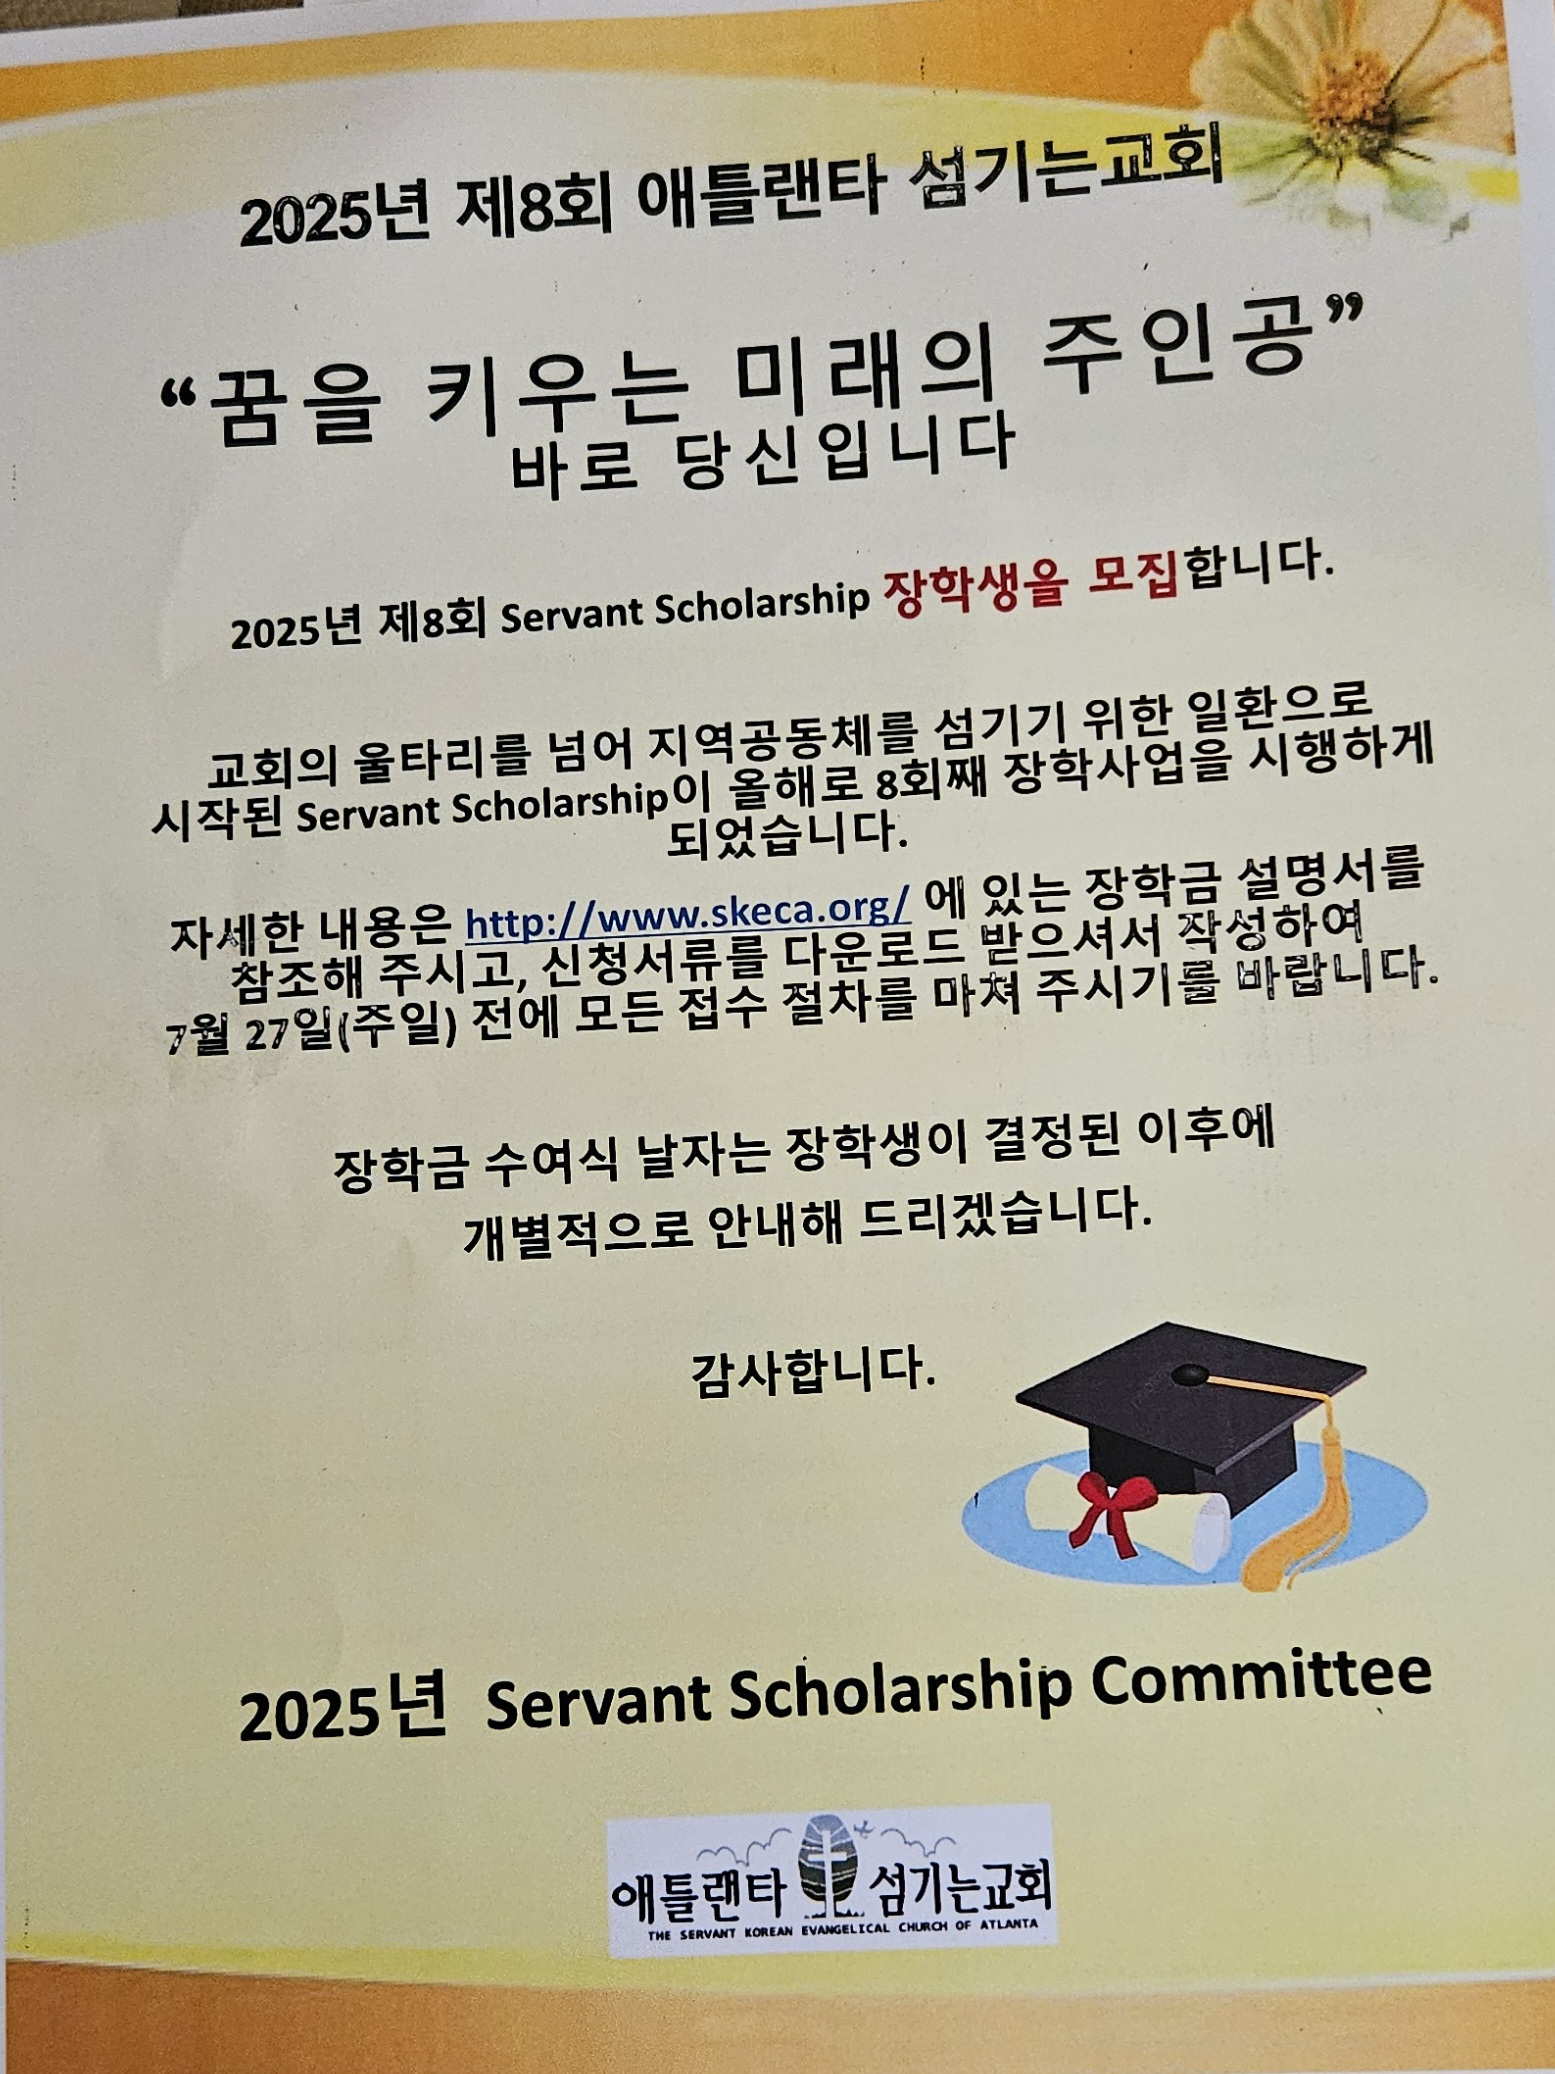 2025년 제8회 애틀랜타 섬기는교회
“꿈을 키우는 미래의 주인공”
바로 당신입니다
2025년 제8회 Servant Scholarship 장학생을 모집합니다.
교회의 울타리를 넘어 지역공동체를 섬기기 위한 일환으로
시작된 Servant Scholarship이 올해로 8회째 장학사업을 시행하게
되었습니다.
자세한 내용은 http://www.skeca.org/ 에 있는 장학금 설명서를
참조해 주시고, 신청서류를 다운로드 받으셔서 작성하여
7월 27일(주일) 전에 모든 접수 절차를 마쳐 주시기를 바랍니다.
장학금 수여식 날자는 장학생이 결정된 이후에
개별적으로 안내해 드리겠습니다.
감사합니다.
2025년 Servant Scholarship Committee
애틀랜타 섬기는교회
THE SERVANT KOREAN EVANGELICAL CHURCH OF ATLANTA